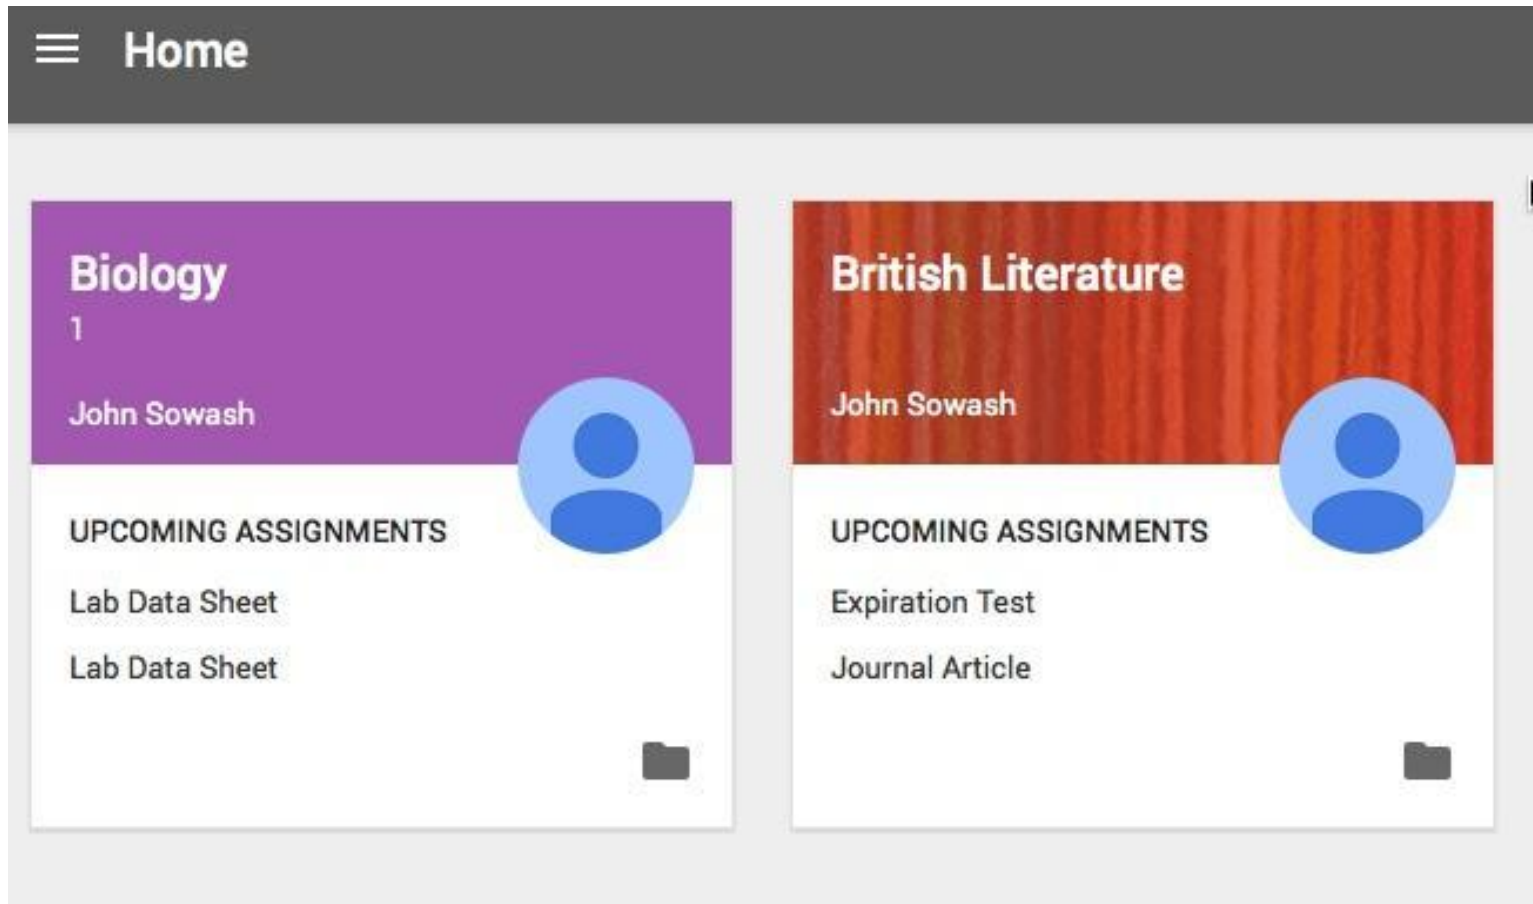 Home
Biology
1
John Sowash
UPCOMING ASSIGNMENTS
Lab Data Sheet
Lab Data Sheet
British Literature
John Sowash
UPCOMING ASSIGNMENTS
Expiration Test
Journal Article